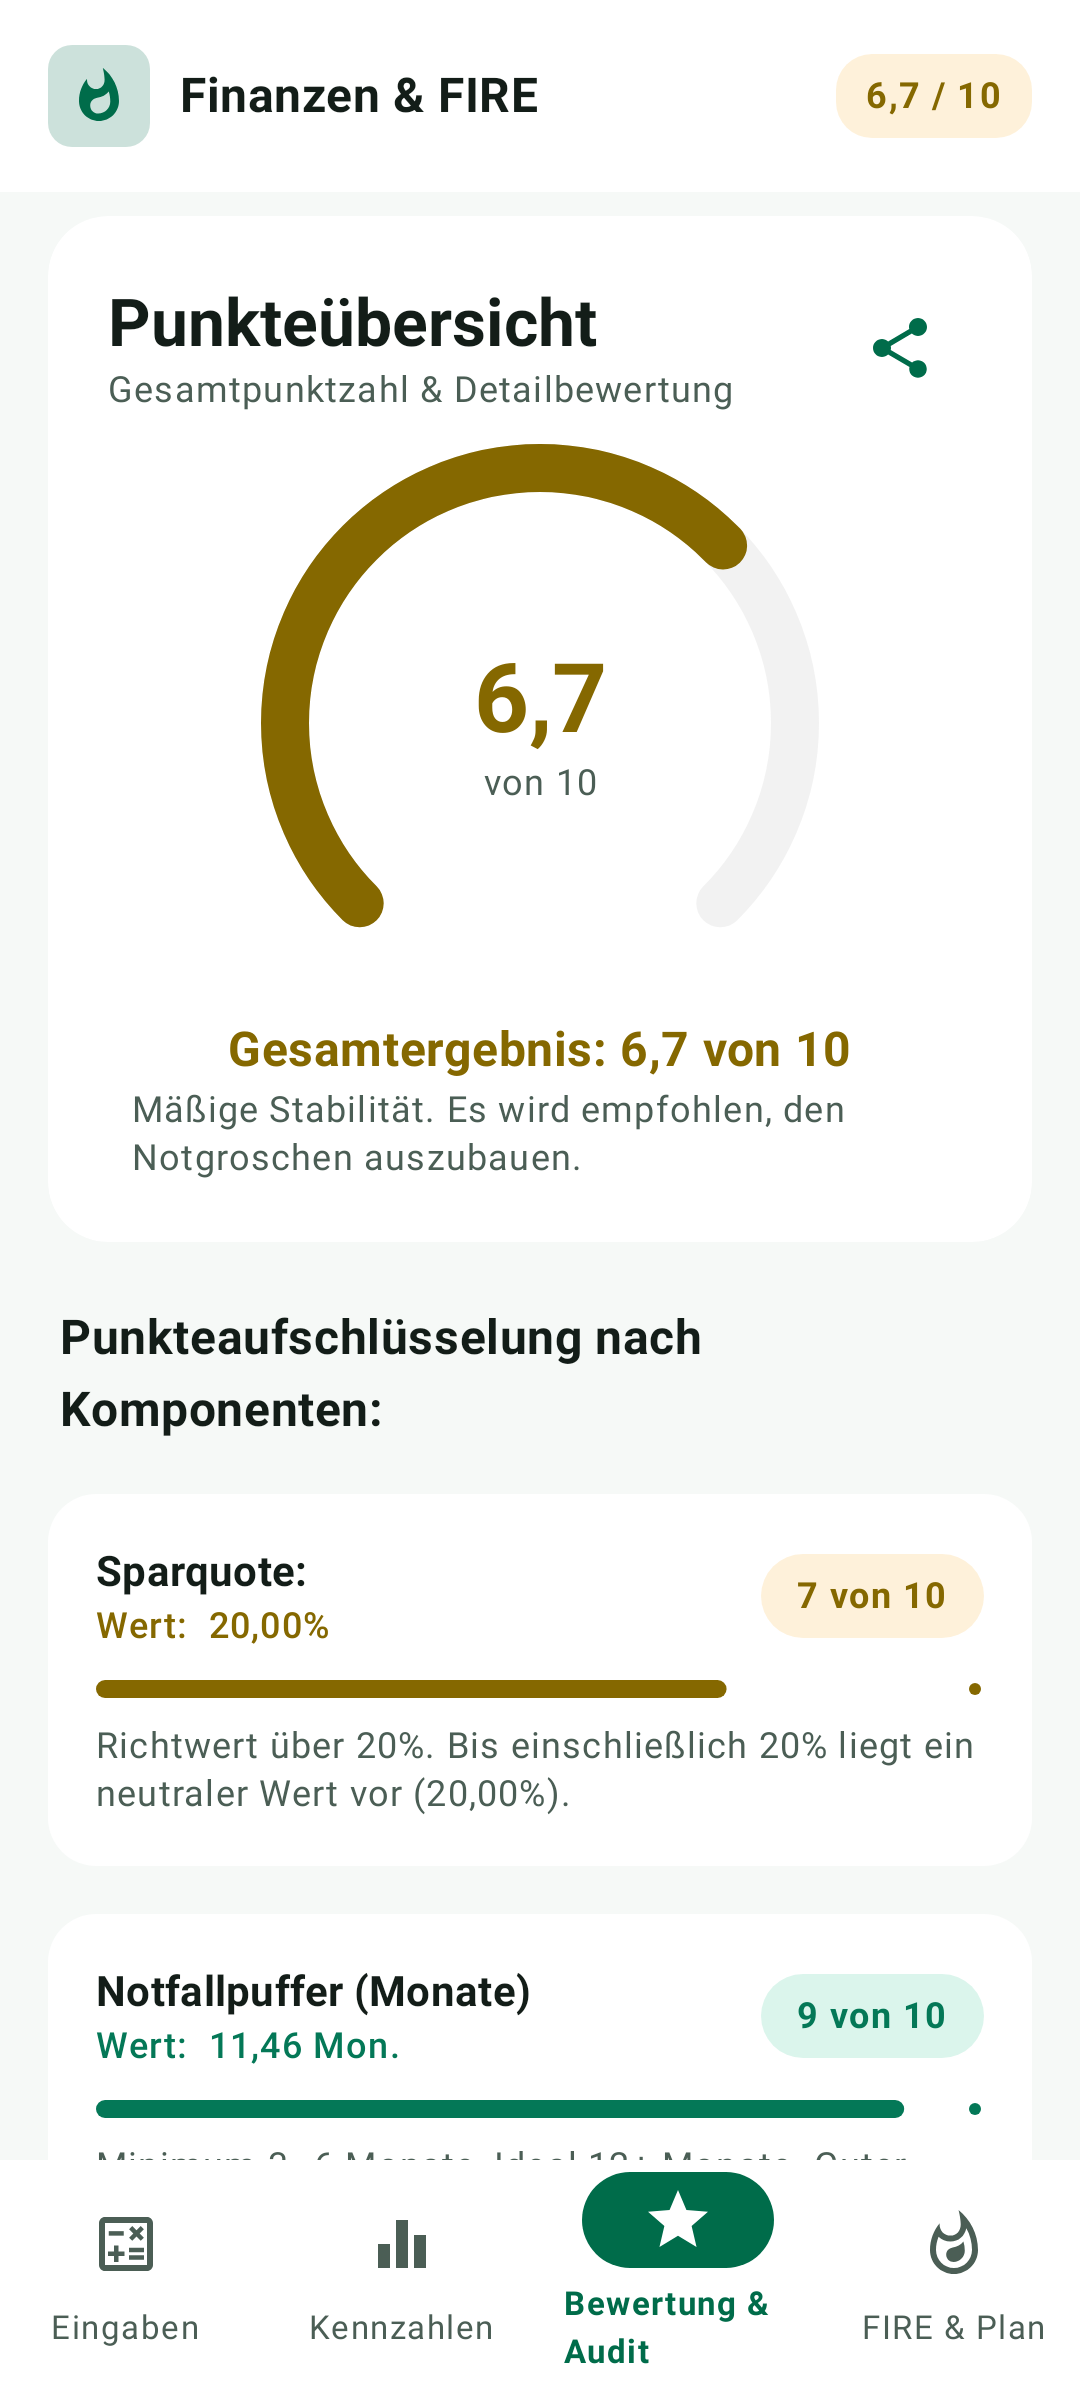 Finanzen & FIRE
6,7 / 10
Punkteübersicht
Gesamtpunktzahl & Detailbewertung
6,7
von 10
Gesamtergebnis: 6,7 von 10
Mäßige Stabilität. Es wird empfohlen, den
Notgroschen auszubauen.
Punkteaufschlüsselung nach
Komponenten:
Sparquote:
7 von 10
Wert: 20,00%
Richtwert über 20%. Bis einschließlich 20% liegt ein
neutraler Wert vor (20,00%).
Notfallpuffer (Monate)
9 von 10
Wert: 11,46 Mon.
Eingaben
Kennzahlen
Bewertung &
Audit
FIRE & Plan